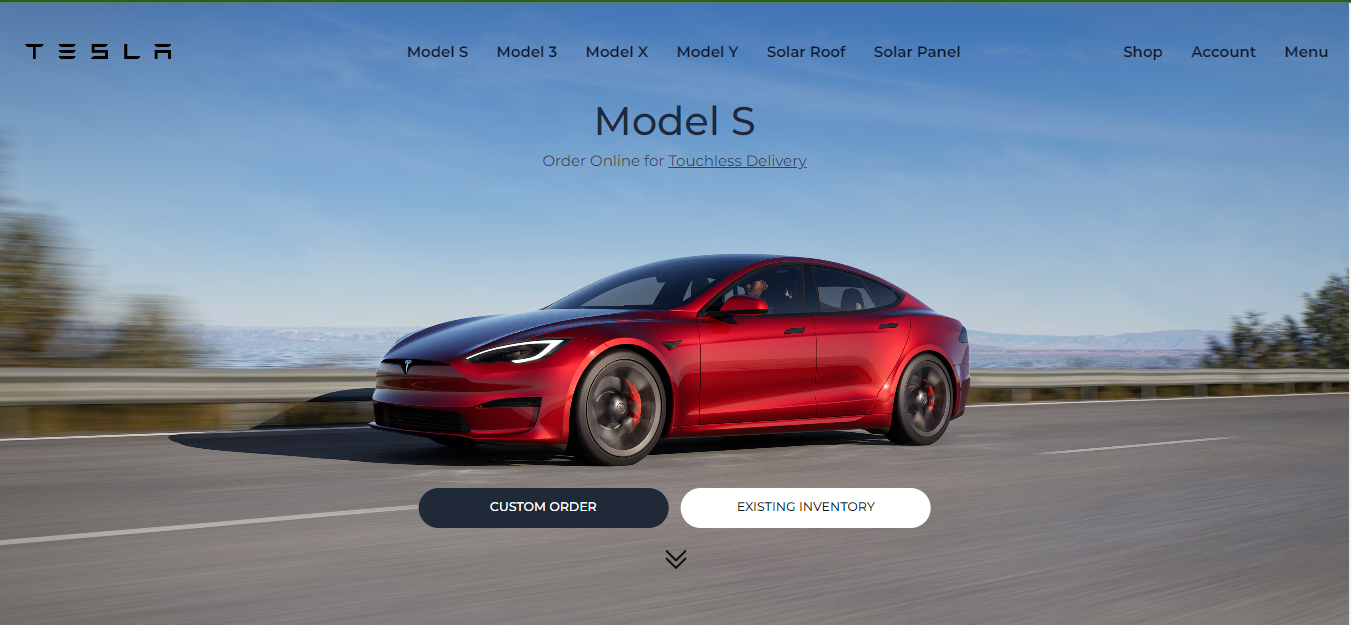 TESLA
Model S Model 3 Model X Model Y Solar Roof Solar Panel
Shop Account Menu
Model S
Order Online for Touchless Delivery
CUSTOM ORDER
EXISTING INVENTORY